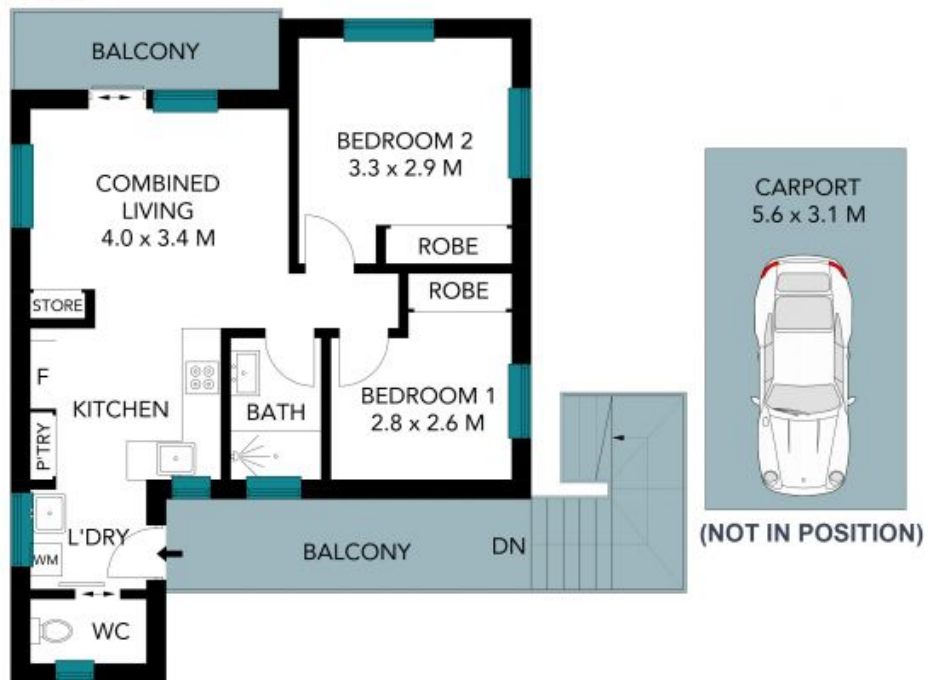 BALCONY
BEDROOM 2
3.3 x 2.9 M
COMBINED
LIVING
4.0 x 3.4 M
CARPORT
5.6 x 3.1 M
ROBE
ROBE
STORE
F
KITCHEN
BATH
BEDROOM 1
2.8 x 2.6 M
P'TRY
L'DRY
WM
BALCONY
DN
(NOT IN POSITION)
WC